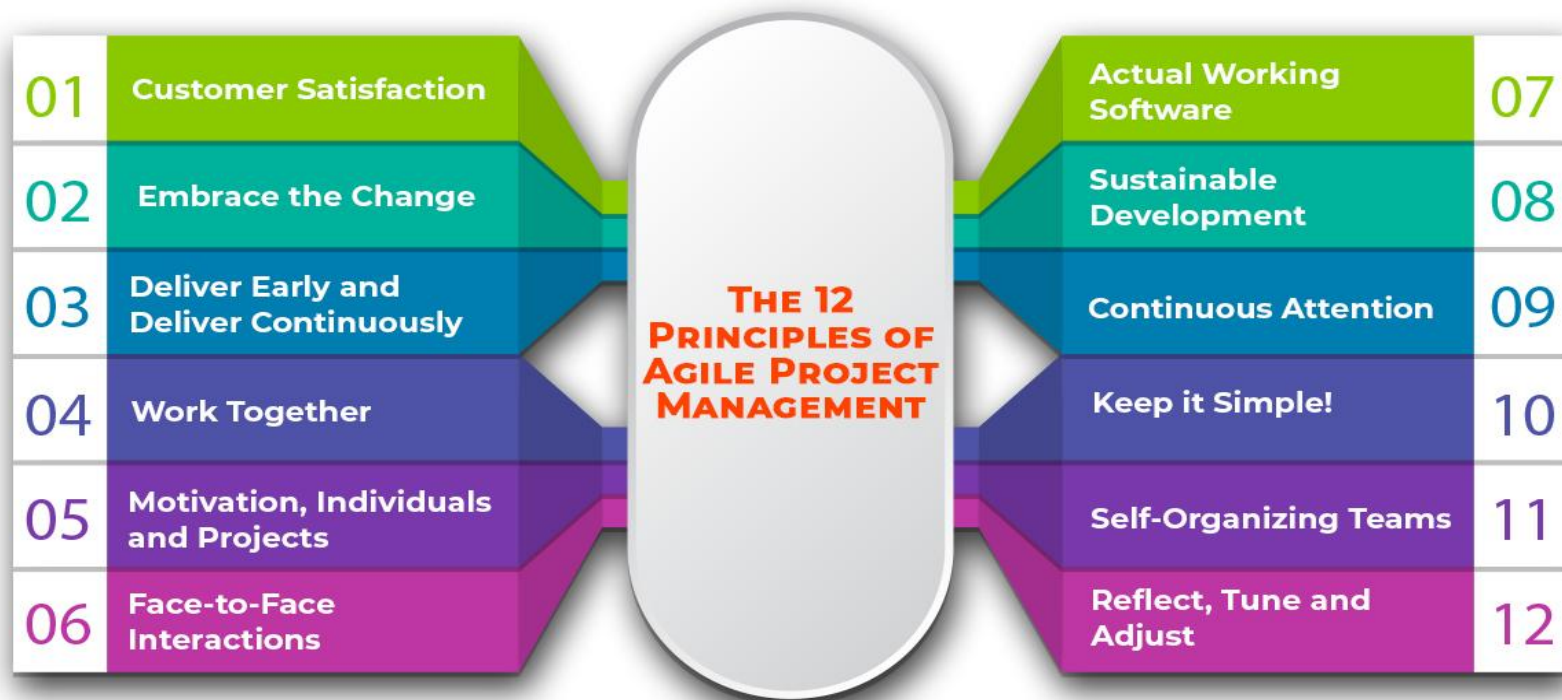 01
Customer Satisfaction
02
Embrace the Change
03
Deliver Early and
Deliver Continuously
04
Work Together
05
Motivation, Individuals
and Projects
06
Face-to-Face
Interactions
THE 12
PRINCIPLES OF
AGILE PROJECT
MANAGEMENT
Actual Working
Software
07
Sustainable
Development
08
Continuous Attention
09
Keep it Simple!
10
Self-Organizing Teams
11
Reflect, Tune and
Adjust
12